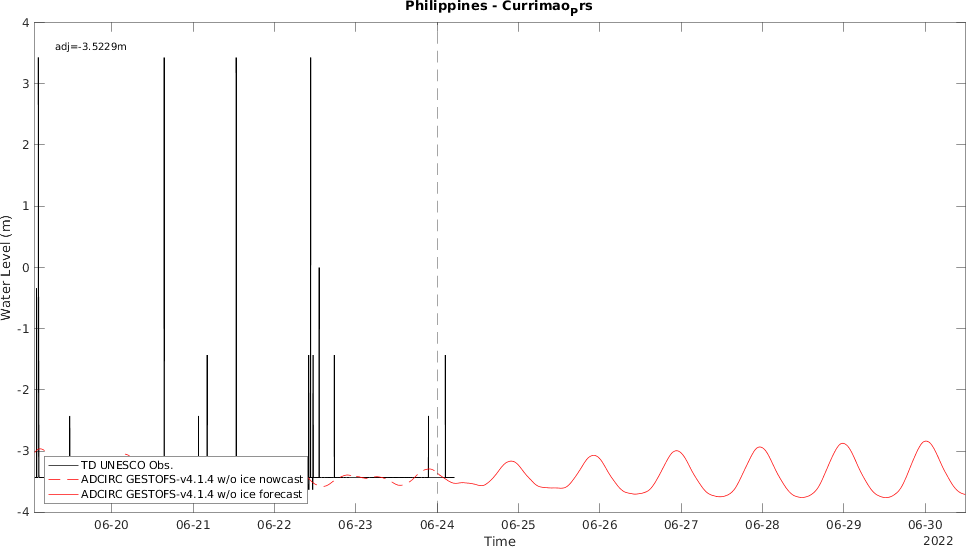 Philippines - Currimaoprs
adj=-3.5229m
4
3
2
1
0
-1
-2
-3
-4
Water Level (m)
TD UNESCO Obs.
ADCIRC GESTOFS-v4.1.4 w/o ice nowcast
ADCIRC GESTOFS-v4.1.4 w/o ice forecast
06-20 06-21 06-22 06-23 06-24 06-25 06-26 06-27 06-28 06-29 06-30
Time
2022